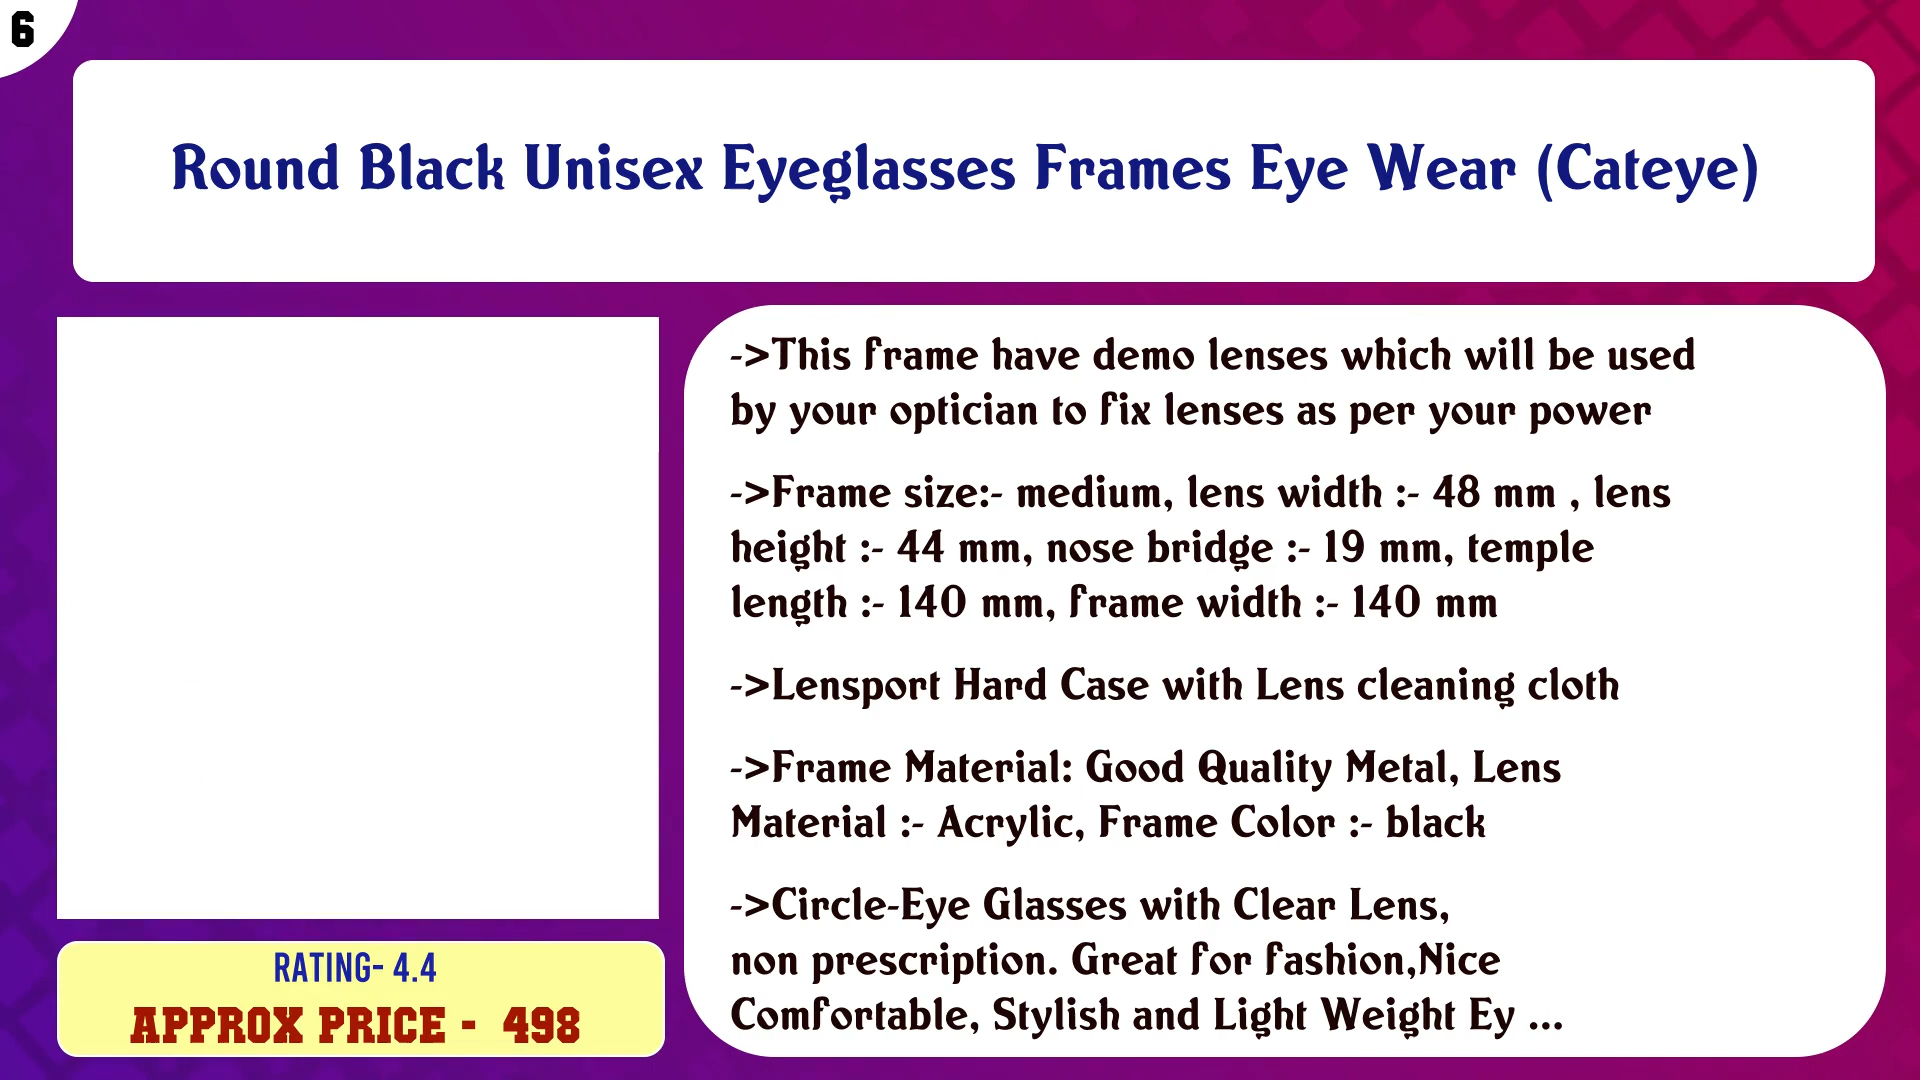 6
Round Black Unisex Eyeglasses Frames Eye Wear (Cateye)
->This frame have demo lenses which will be used
by your optician to fix lenses as per your power
->Frame size:- medium, lens width :- 48 mm , lens
height :- 44 mm, nose bridge :- 19 mm, temple
length :- 140 mm, frame width :- 140 mm
->Lensport Hard Case with Lens cleaning cloth
->Frame Material: Good Quality Metal, Lens
Material :- Acrylic, Frame Color :- black
->Circle-Eye Glasses with Clear Lens,
non prescription. Great for fashion,Nice
Comfortable, Stylish and Light Weight Ey ...
RATING- 4.4
APPROX PRICE - 498